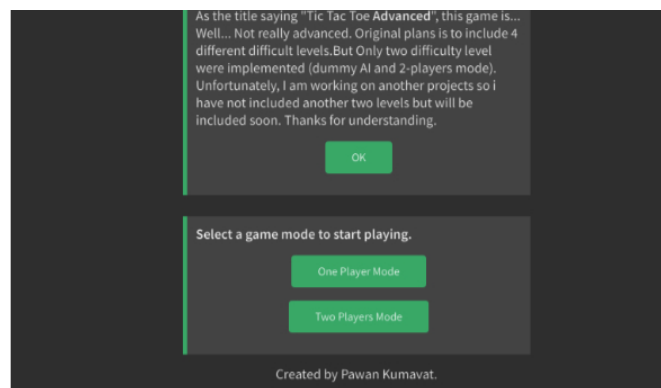 As the title saying "Tic Tac Toe Advanced", this game is...
Well... Not really advanced. Original plans is to include 4
different difficult levels.But Only two difficulty level
were implemented (dummy AI and 2-players mode).
Unfortunately, I am working on another projects so i
have not included another two levels but will be
included soon. Thanks for understanding.
OK
Select a game mode to start playing.
One Player Mode
Two Players Mode
Created by Pawan Kumavat.